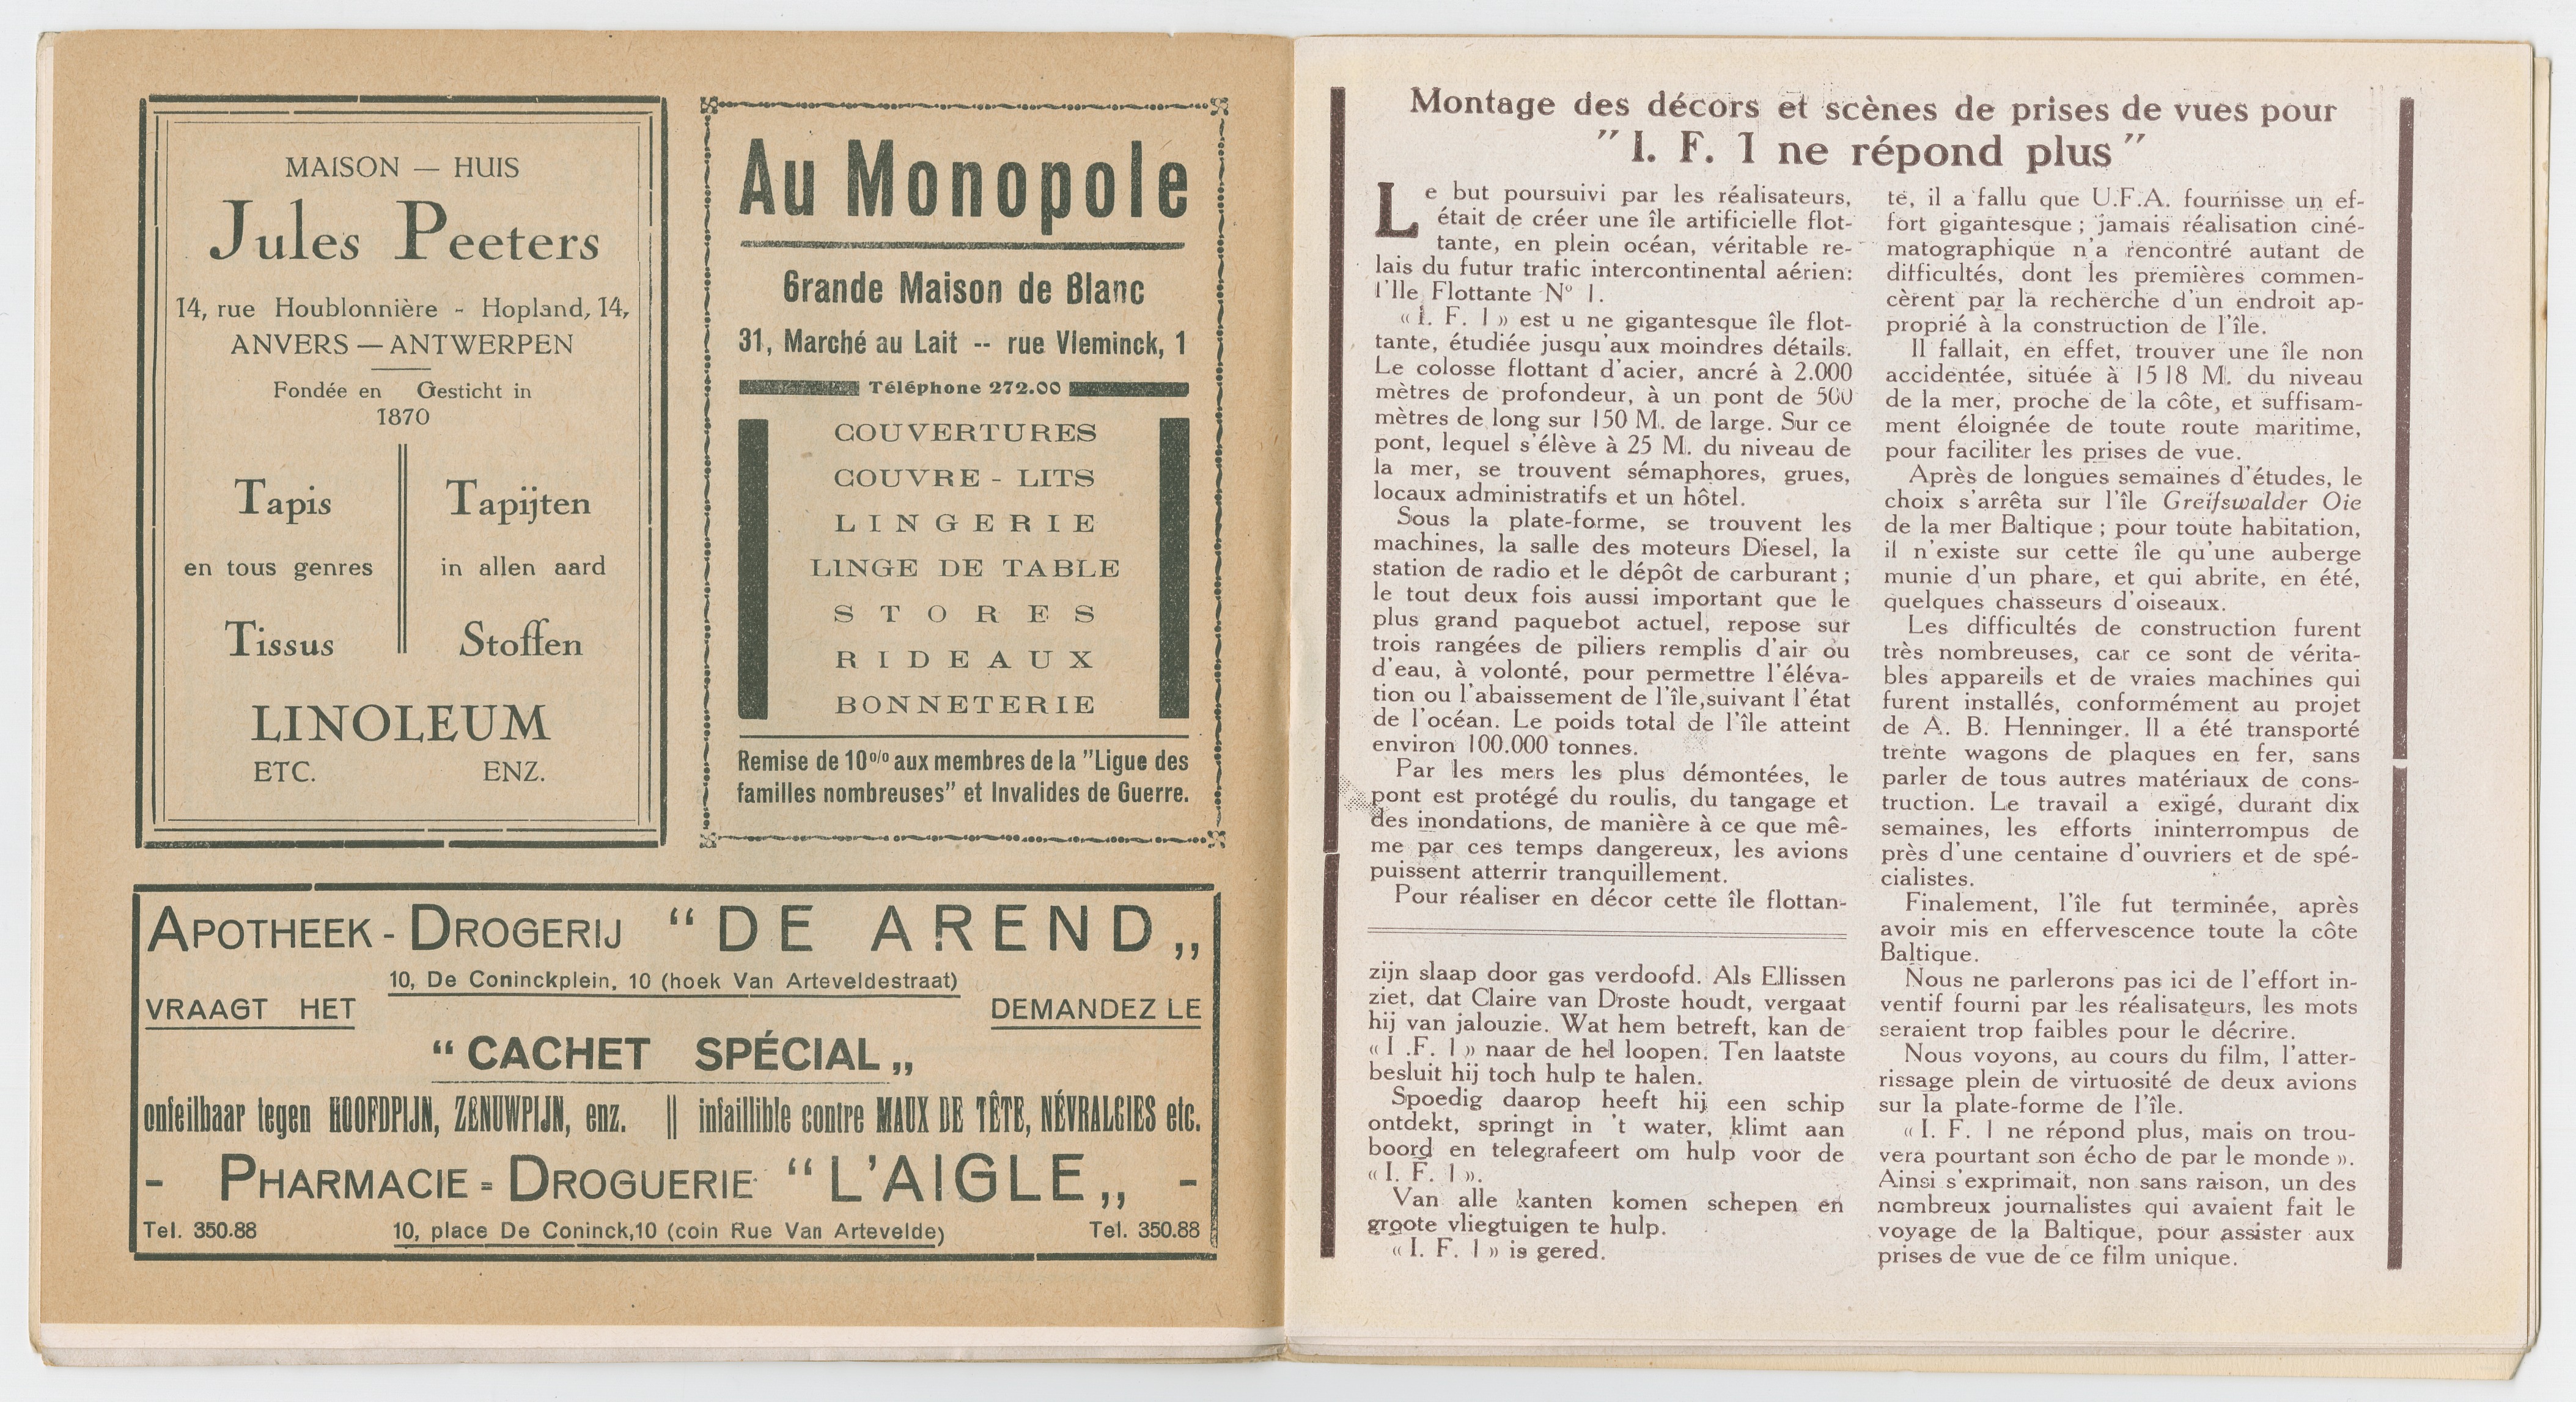 MAISON — HUIS
Jules Peeters
14, rue Houblonnière - Hopland, 14,
ANVERS — ANTWERPEN
Fondée en Gesticht in
1870
Tapis
en tous genres
Tissus
Tapijten
in allen aard
Stoffen
LINOLEUM
ETC. ENZ.
Au Monopole
Grande Maison de Blanc
31, Marché au Lait -- rue Vleminck, 1
Téléphone 272.00
COUVERTURES
COUVRE - LITS
LINGERIE
LINGE DE TABLE
STORES
RIDEAUX
BONNETERIE
Remise de 10% aux membres de la "Ligue des
familles nombreuses" et Invalides de Guerre.
APOTHEEK - DROGERIJ “DE AREND„
10, De Coninckplein, 10 (hoek Van Arteveldestraat)
VRAAGT HET DEMANDEZ LE
“CACHET SPÉCIAL„
onfeilbaar tegen HOOFDPIJN, ZENUWPIJN, enz. || infaillible contre MAUX DE TÊTE, NÉVRALGIES etc.
- PHARMACIE = DROGUERIE “L'AIGLE„ -
Tel. 350.88 10, place De Coninck,10 (coin Rue Van Artevelde) Tel. 350.88
Montage des décors et scènes de prises de vues pour
"I. F. 1 ne répond plus"
Le but poursuivi par les réalisateurs,
était de créer une île artificielle flot-
tante, en plein océan, véritable re-
lais du futur trafic intercontinental aérien:
l'Ile Flottante N° 1.
« I. F. 1 » est u ne gigantesque île flot-
tante, étudiée jusqu'aux moindres détails.
Le colosse flottant d'acier, ancré à 2.000
mètres de profondeur, à un pont de 500
mètres de long sur 150 M. de large. Sur ce
pont, lequel s'élève à 25 M. du niveau de
la mer, se trouvent sémaphores, grues,
locaux administratifs et un hôtel.
Sous la plate-forme, se trouvent les
machines, la salle des moteurs Diesel, la
station de radio et le dépôt de carburant ;
le tout deux fois aussi important que le
plus grand paquebot actuel, repose sur
trois rangées de piliers remplis d'air ou
d'eau, à volonté, pour permettre l'éléva-
tion ou l'abaissement de l'île,suivant l'état
de l'océan. Le poids total de l'île atteint
environ 100.000 tonnes.
Par les mers les plus démontées, le
pont est protégé du roulis, du tangage et
des inondations, de manière à ce que mê-
me par ces temps dangereux, les avions
puissent atterrir tranquillement.
Pour réaliser en décor cette île flottan-
zijn slaap door gas verdoofd. Als Ellissen
ziet, dat Claire van Droste houdt, vergaat
hij van jalouzie. Wat hem betreft, kan de
« I .F. 1 » naar de hel loopen. Ten laatste
besluit hij toch hulp te halen.
Spoedig daarop heeft hij een schip
ontdekt, springt in 't water, klimt aan
boord en telegrafeert om hulp voor de
« I. F. 1 ».
Van alle kanten komen schepen en
groote vliegtuigen te hulp.
« I. F. 1 » is gered.
té, il a fallu que U.F.A. fournisse un ef-
fort gigantesque ; jamais réalisation ciné-
matographique n'a rencontré autant de
difficultés, dont les premières commen-
cèrent par la recherche d'un endroit ap-
proprié à la construction de l'île.
Il fallait, en effet, trouver une île non
accidentée, située à 15 18 M. du niveau
de la mer, proche de la côte, et suffisam-
ment éloignée de toute route maritime,
pour faciliter les prises de vue.
Après de longues semaines d'études, le
choix s'arrêta sur l'île Greifswalder Oie
de la mer Baltique ; pour toute habitation,
il n'existe sur cette île qu'une auberge
munie d'un phare, et qui abrite, en été,
quelques chasseurs d'oiseaux.
Les difficultés de construction furent
très nombreuses, car ce sont de vérita-
bles appareils et de vraies machines qui
furent installés, conformément au projet
de A. B. Henninger. Il a été transporté
trente wagons de plaques en fer, sans
parler de tous autres matériaux de cons-
truction. Le travail a exigé, durant dix
semaines, les efforts ininterrompus de
près d'une centaine d'ouvriers et de spé-
cialistes.
Finalement, l'île fut terminée, après
avoir mis en effervescence toute la côte
Baltique.
Nous ne parlerons pas ici de l'effort in-
ventif fourni par les réalisateurs, les mots
seraient trop faibles pour le décrire.
Nous voyons, au cours du film, l'atter-
rissage plein de virtuosité de deux avions
sur la plate-forme de l'île.
« I. F. 1 ne répond plus, mais on trou-
vera pourtant son écho de par le monde ».
Ainsi s'exprimait, non sans raison, un des
nombreux journalistes qui avaient fait le
voyage de la Baltique, pour assister aux
prises de vue de ce film unique.